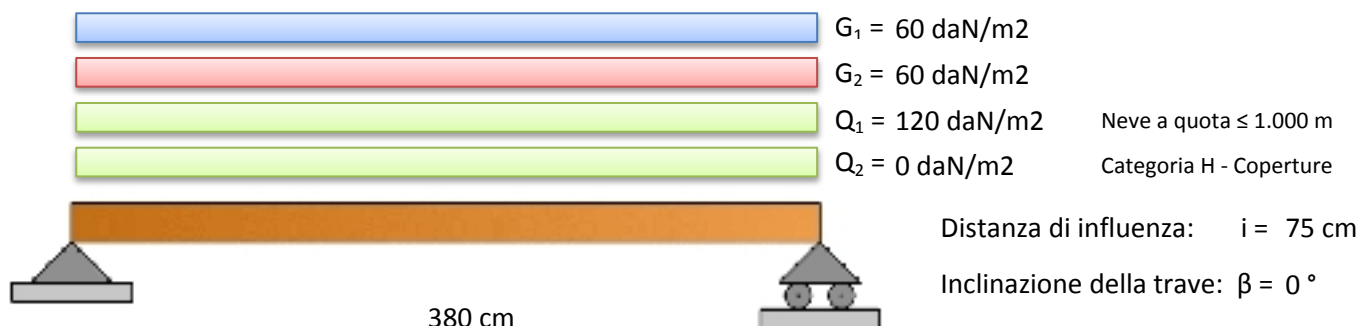 G₁ = 60 daN/m2
G₂ = 60 daN/m2
Q₁ = 120 daN/m2 Neve a quota ≤ 1.000 m
Q₂ = 0 daN/m2 Categoria H - Coperture
Distanza di influenza: i = 75 cm
Inclinazione della trave: β = 0 °
380 cm